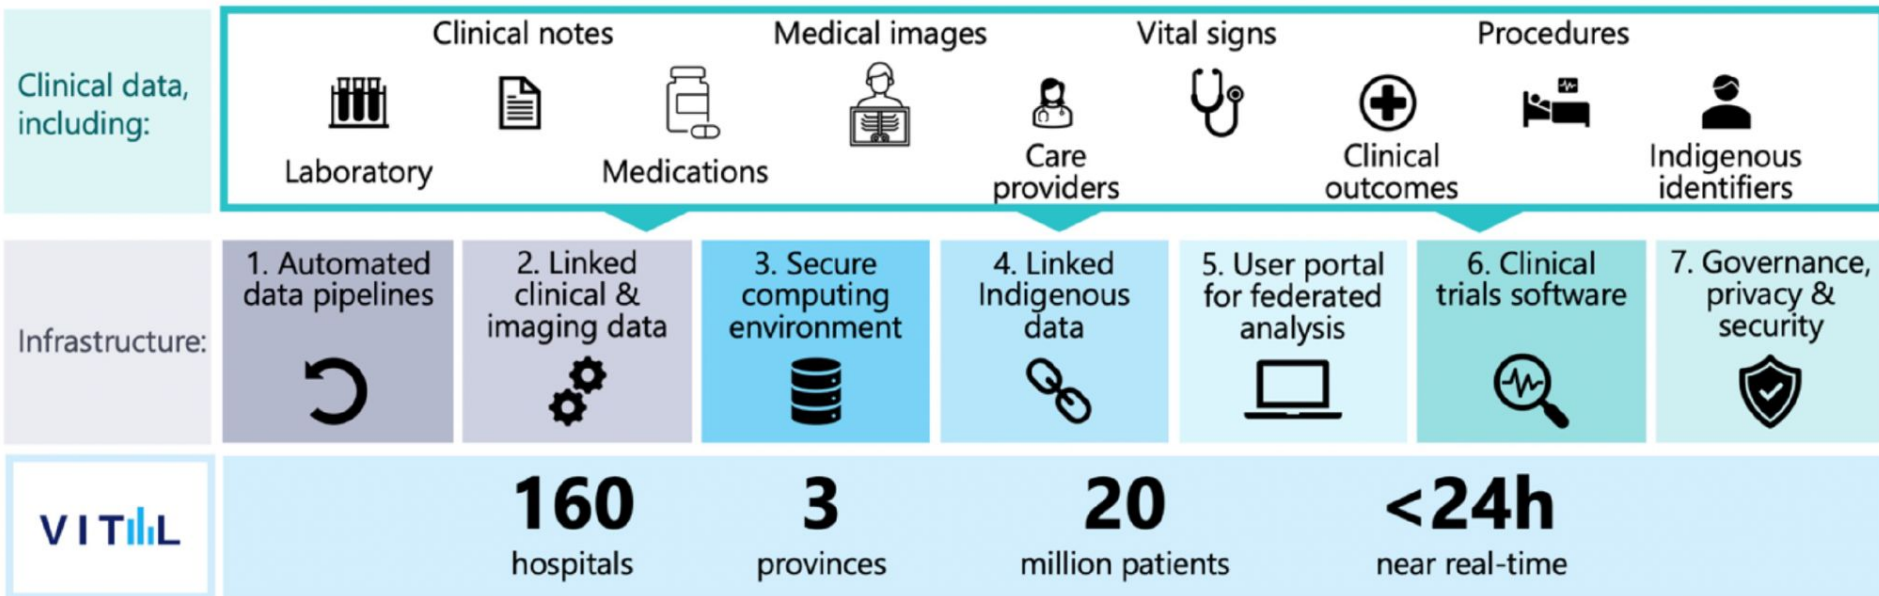 Clinical data,
including:
Clinical notes
Medical images
Vital signs
Procedures
Laboratory
Medications
Care
providers
Clinical
outcomes
Indigenous
identifiers
Infrastructure:
1. Automated
data pipelines
2. Linked
clinical &
imaging data
3. Secure
computing
environment
4. Linked
Indigenous
data
5. User portal
for federated
analysis
6. Clinical
trials software
7. Governance,
privacy &
security
VITAL
160
hospitals
3
provinces
20
million patients
<24h
near real-time